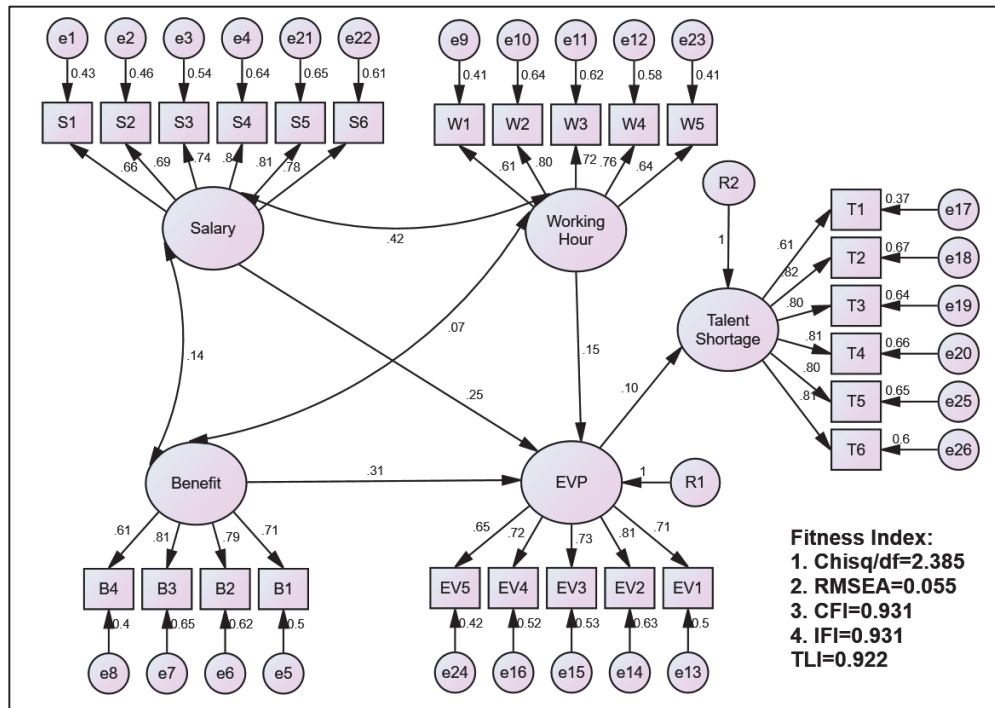 e1 e2 e3 e4 e21 e22 e9 e10 e11 e12 e23
0.43 0.46 0.54 0.64 0.65 0.61 0.41 0.64 0.62 0.58 0.41
S1 S2 S3 S4 S5 S6 W1 W2 W3 W4 W5
.66 .69 .74 .8 .81 .78 .61 .80 .72 .76 .64
R2
Salary
Working
Hour
.42
1
T1 0.37 e17
.61
T2 0.67 e18
.82
T3 0.64 e19
.80
T4 0.66 e20
.81
T5 0.65 e25
.80
T6 0.6 e26
.81
Talent
Shortage
.07
.14
.15
.25
.10
Benefit
.31
EVP
1
R1
.61 .81 .79 .71 .65 .72 .73 .81 .71
B4 B3 B2 B1 EV5 EV4 EV3 EV2 EV1
0.4 0.65 0.62 0.5 0.42 0.52 0.53 0.63 0.5
e8 e7 e6 e5 e24 e16 e15 e14 e13
Fitness Index:
1. Chisq/df=2.385
2. RMSEA=0.055
3. CFI=0.931
4. IFI=0.931
TLI=0.922